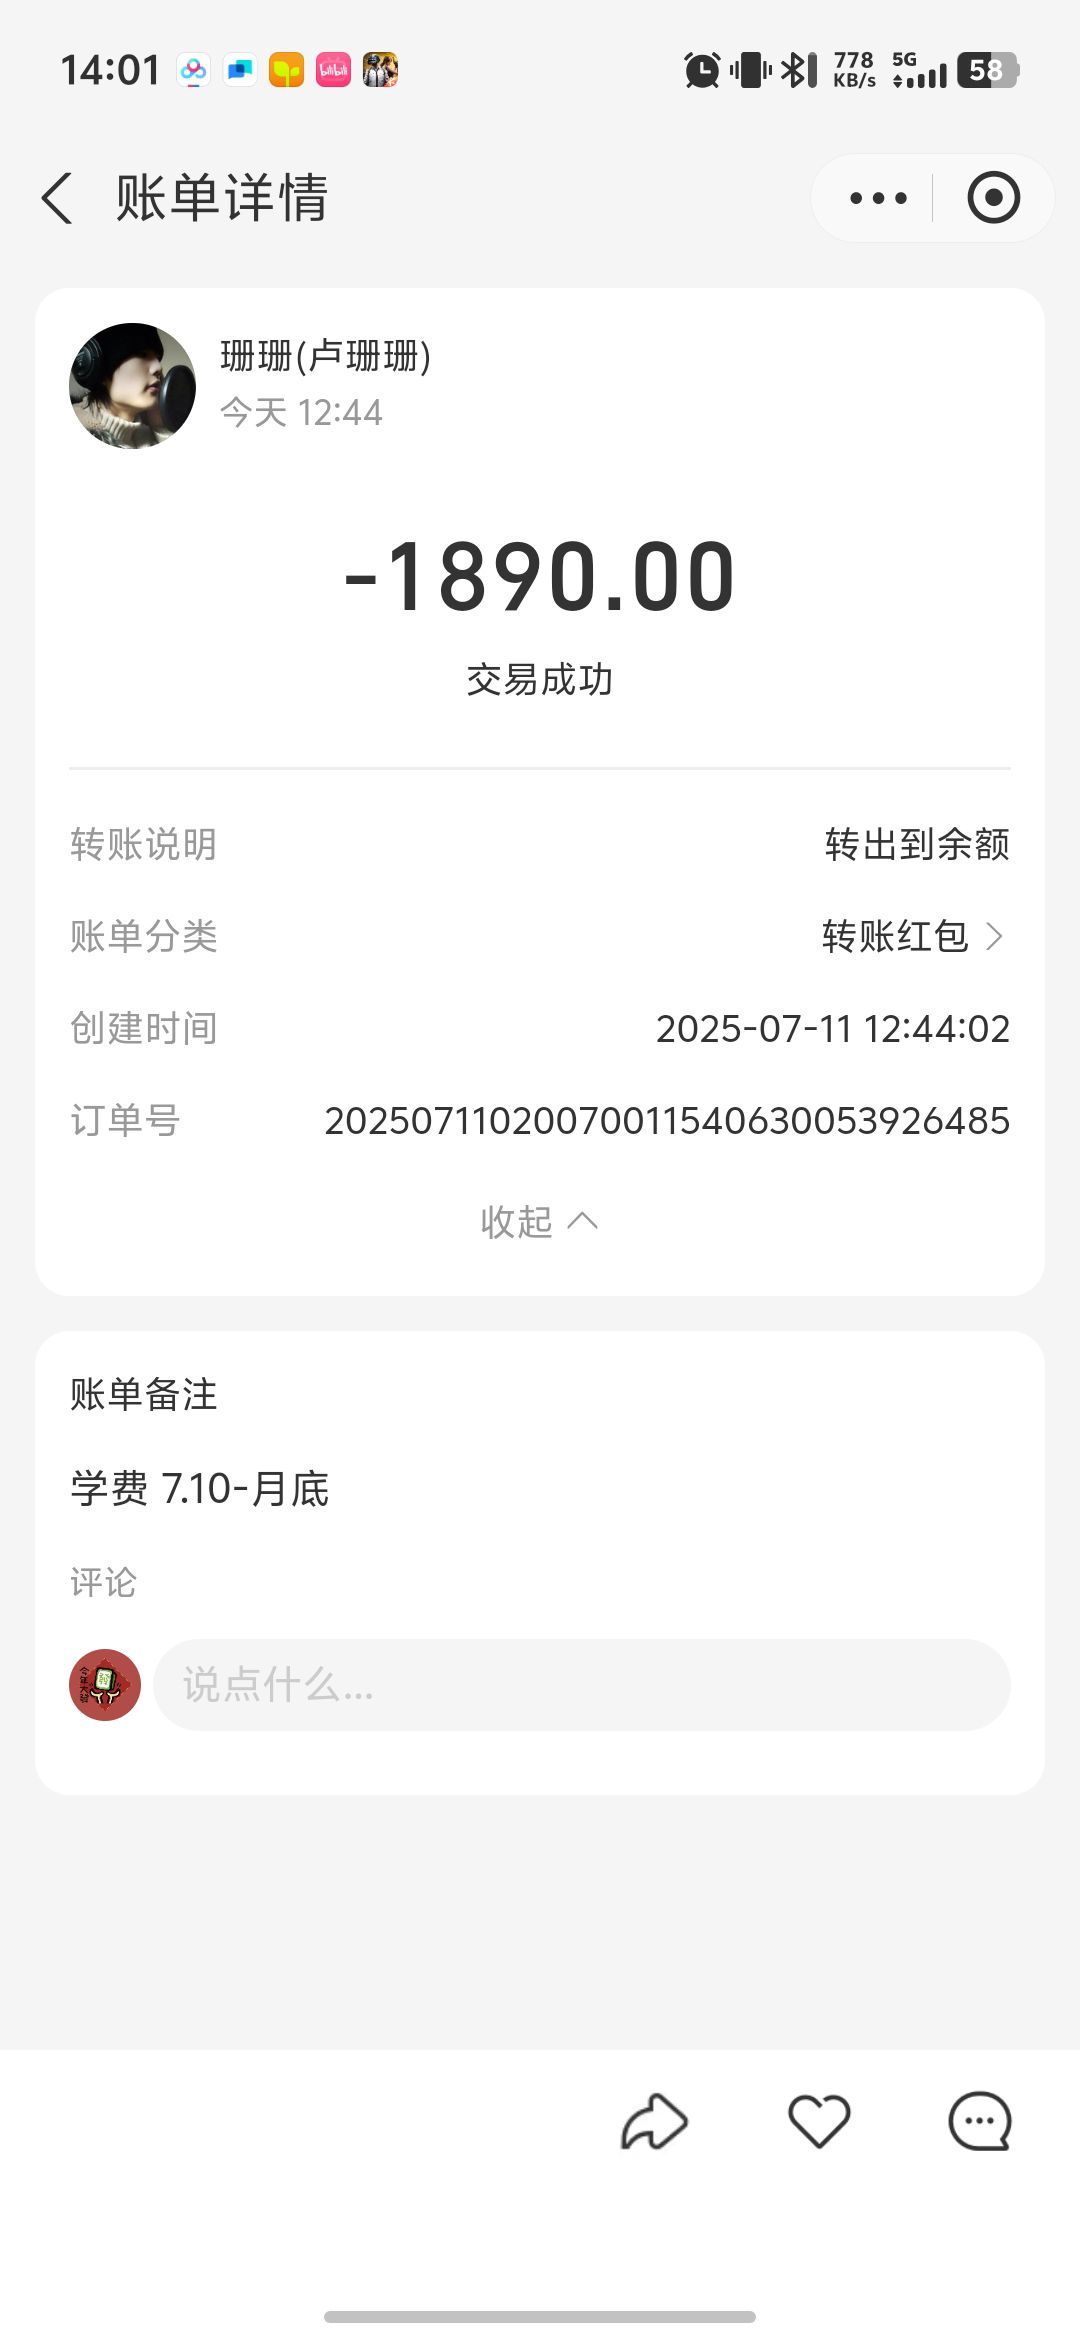 14:01
778
KB/s
5G
58
账单详情
珊珊(卢珊珊)
今天 12:44
-1890.00
交易成功
转账说明 转出到余额
账单分类 转账红包
创建时间 2025-07-11 12:44:02
订单号 20250711020070011540630053926485
收起
账单备注
学费 7.10-月底
评论
说点什么...